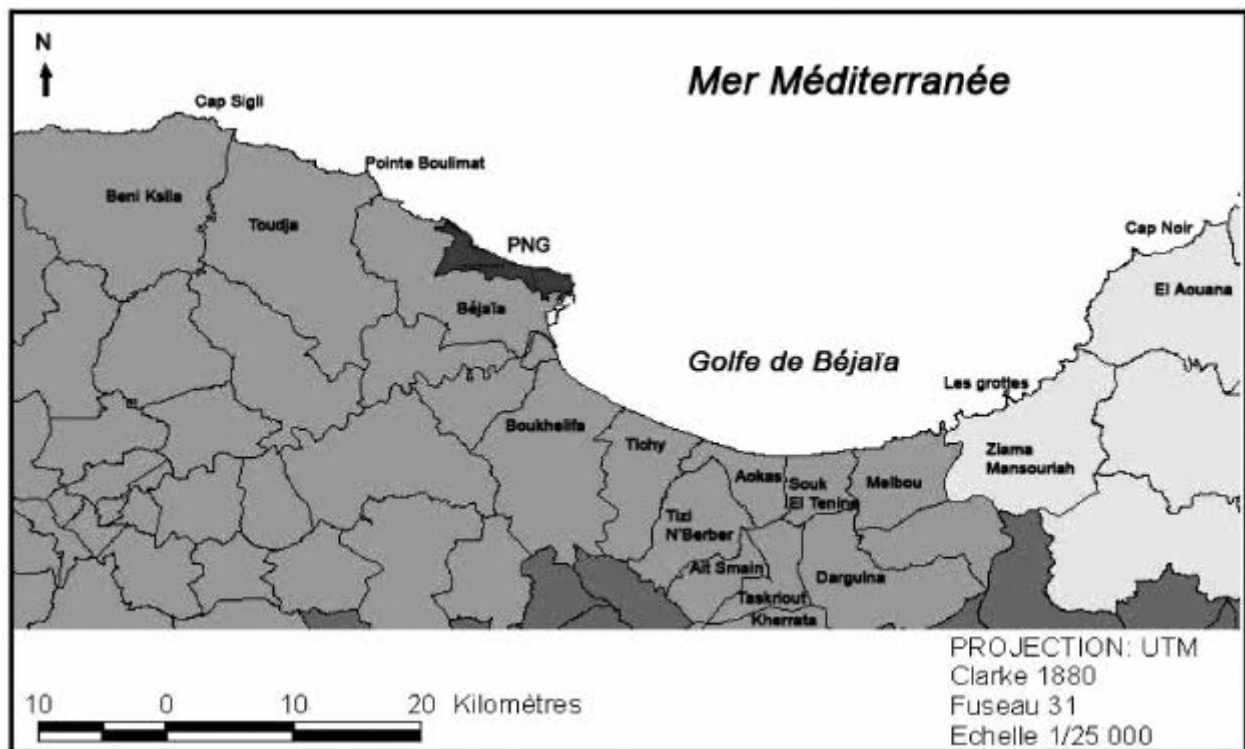 N
Mer Méditerranée
Cap Sigli
Pointe Boulimat
Beni Ksila
Toudja
PNG
Cap Noir
El Aouana
Béjaïa
Golfe de Béjaïa
Les grottes
Boukhelifa
Tichy
Ziama
Mansouriah
Aokas
Souk
El Tenine
Melbou
Tizi
N'Berber
Aït Smain
Darguina
Taskriout
Kherrata
PROJECTION: UTM
Clarke 1880
Fuseau 31
Echelle 1/25 000
10 0 10 20 Kilomètres